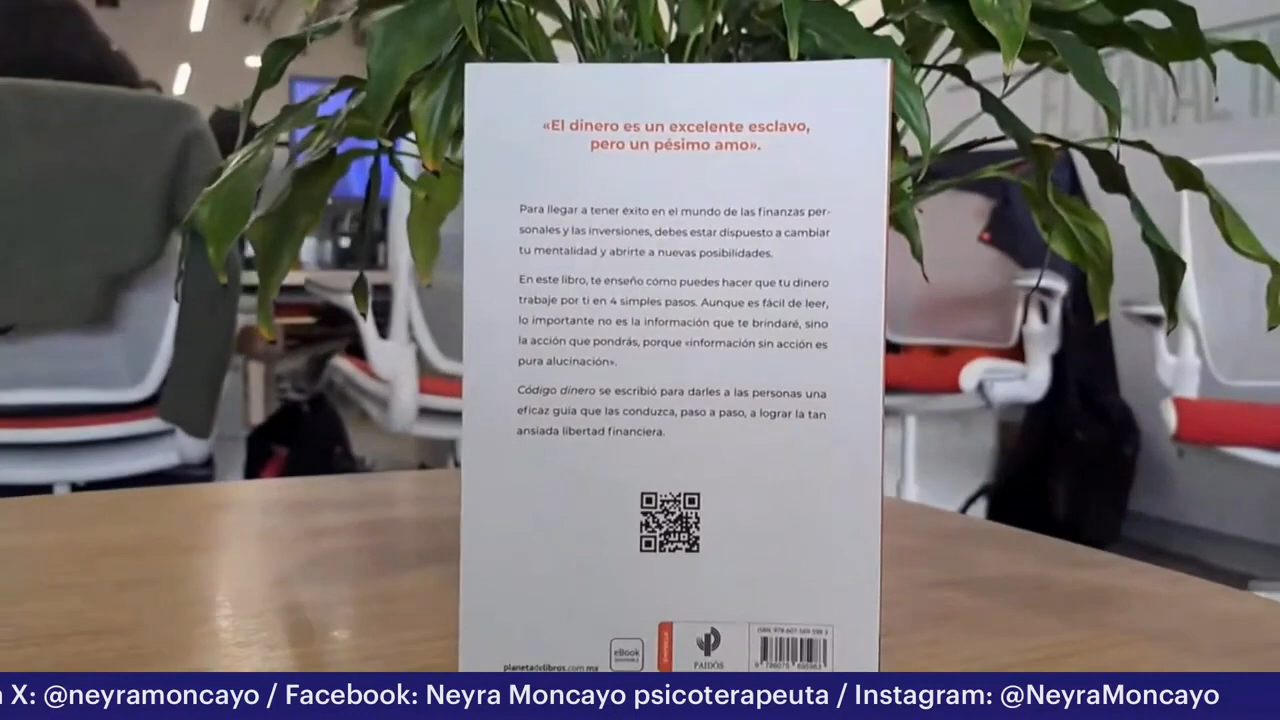 «El dinero es un excelente esclavo,
pero un pésimo amo».
Para llegar a tener éxito en el mundo de las finanzas per-
sonales y las inversiones, debes estar dispuesto a cambiar
tu mentalidad y abrirte a nuevas posibilidades.
En este libro, te enseño cómo puedes hacer que tu dinero
trabaje por ti en 4 simples pasos. Aunque es fácil de leer,
lo importante no es la información que te brindaré, sino
la acción que pondrás, porque «información sin acción es
pura alucinación».
Código dinero se escribió para darles a las personas una
eficaz guía que las conduzca, paso a paso, a lograr la tan
ansiada libertad financiera.
planetadelibros.com.mx
eBook
PAIDÓS
X: @neyramoncayo / Facebook: Neyra Moncayo psicoterapeuta / Instagram: @NeyraMoncayo